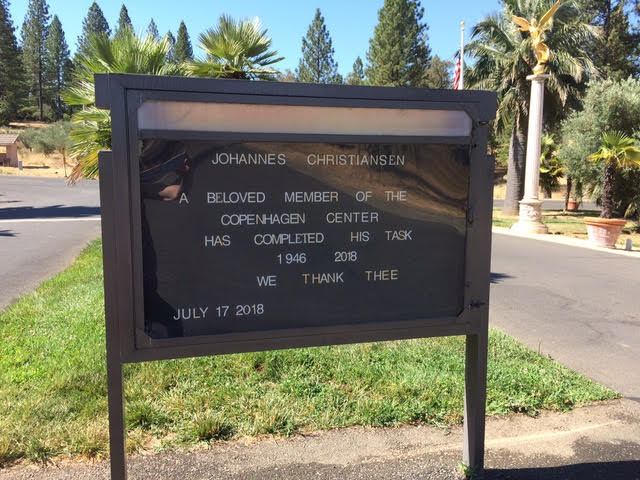 JOHANNES CHRISTIANSEN
A BELOVED MEMBER OF THE
COPENHAGEN CENTER
HAS COMPLETED HIS TASK
1946 2018
WE THANK THEE
JULY 17 2018